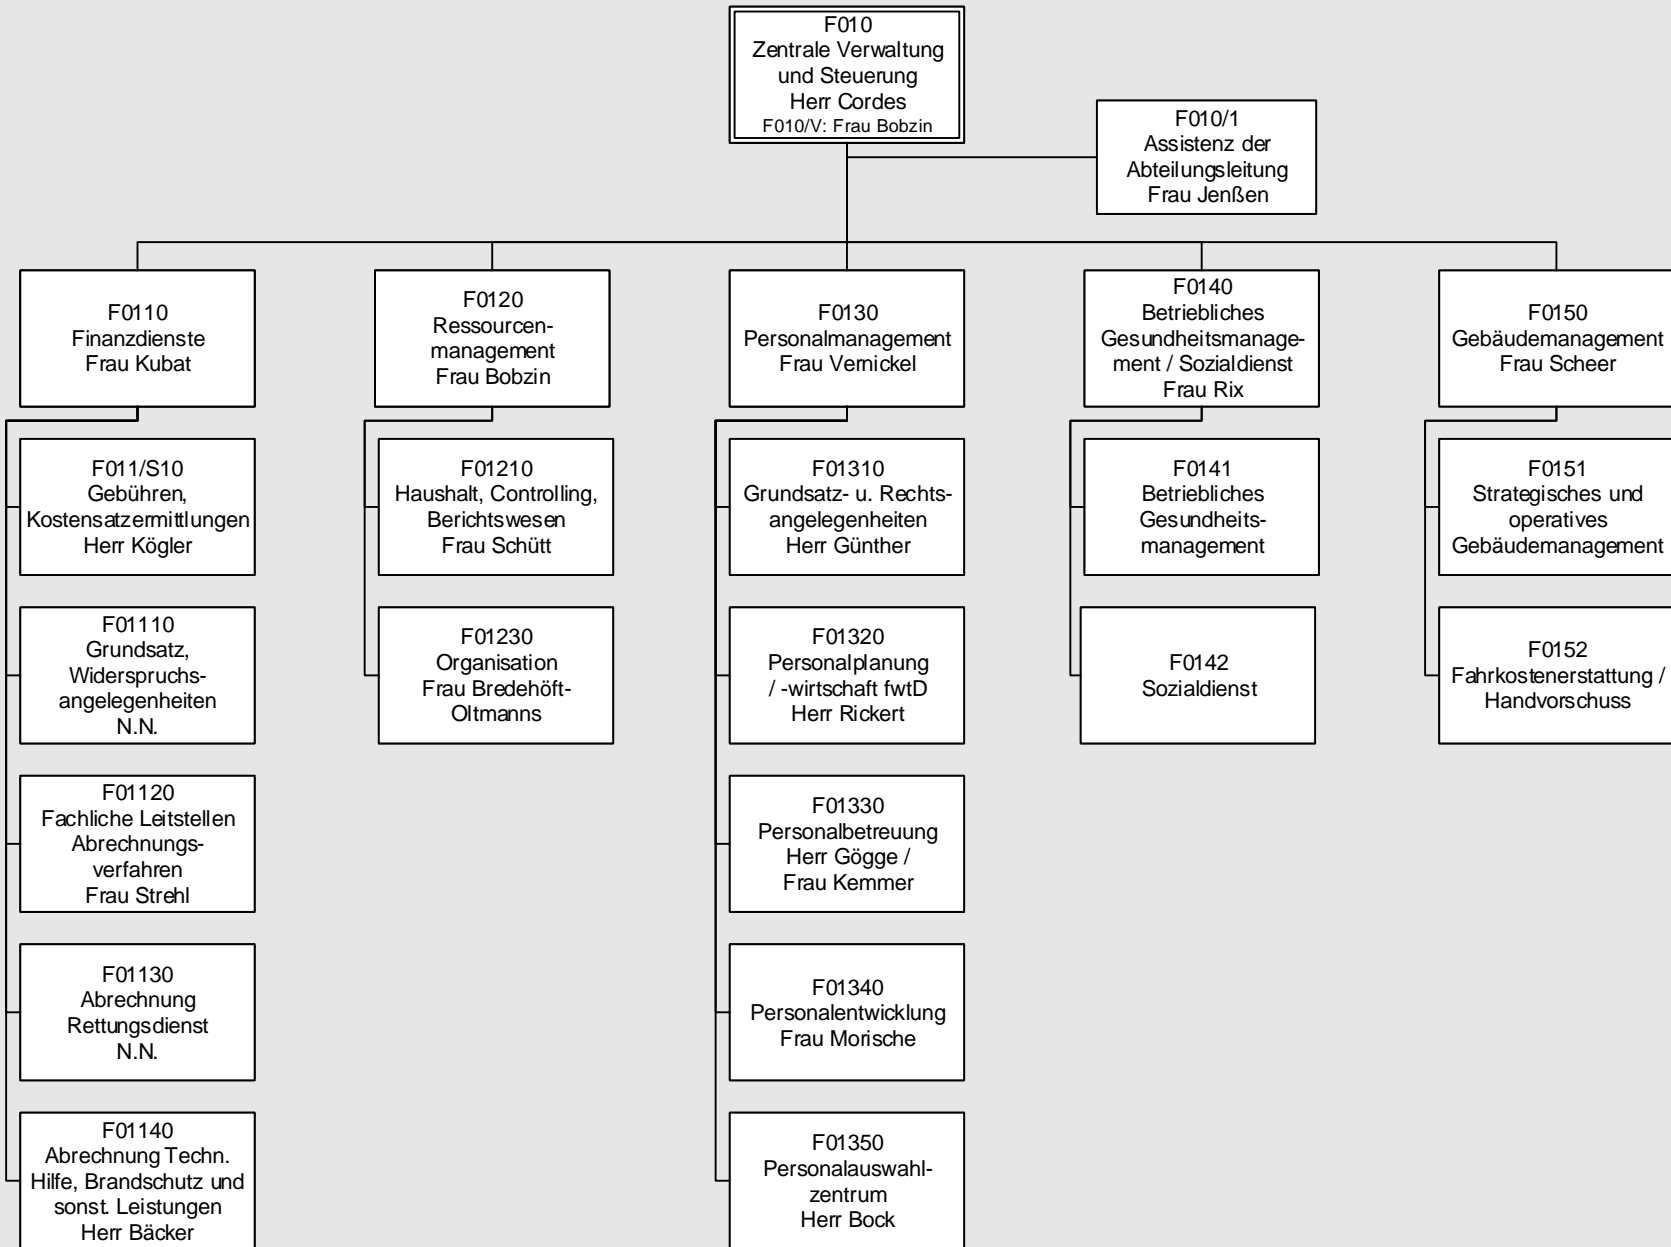 F010
Zentrale Verwaltung
und Steuerung
Herr Cordes
F010/V: Frau Bobzin
F010/1
Assistenz der
Abteilungsleitung
Frau Jenßen
F0110
Finanzdienste
Frau Kubat
F0120
Ressourcen-
management
Frau Bobzin
F0130
Personalmanagement
Frau Vernickel
F0140
Betriebliches
Gesundheitsmanage-
ment / Sozialdienst
Frau Rix
F0150
Gebäudemanagement
Frau Scheer
F011/S10
Gebühren,
Kostensatzermittlungen
Herr Kögler
F01210
Haushalt, Controlling,
Berichtswesen
Frau Schütt
F01310
Grundsatz- u. Rechts-
angelegenheiten
Herr Günther
F0141
Betriebliches
Gesundheits-
management
F0151
Strategisches und
operatives
Gebäudemanagement
F01110
Grundsatz,
Widerspruchs-
angelegenheiten
N.N.
F01230
Organisation
Frau Bredehöft-
Oltmanns
F01320
Personalplanung
/ -wirtschaft fwtD
Herr Rickert
F0142
Sozialdienst
F0152
Fahrkostenerstattung /
Handvorschuss
F01120
Fachliche Leitstellen
Abrechnungs-
verfahren
Frau Strehl
F01330
Personalbetreuung
Herr Gögge /
Frau Kemmer
F01130
Abrechnung
Rettungsdienst
N.N.
F01340
Personalentwicklung
Frau Morische
F01140
Abrechnung Techn.
Hilfe, Brandschutz und
sonst. Leistungen
Herr Bäcker
F01350
Personalauswahl-
zentrum
Herr Bock